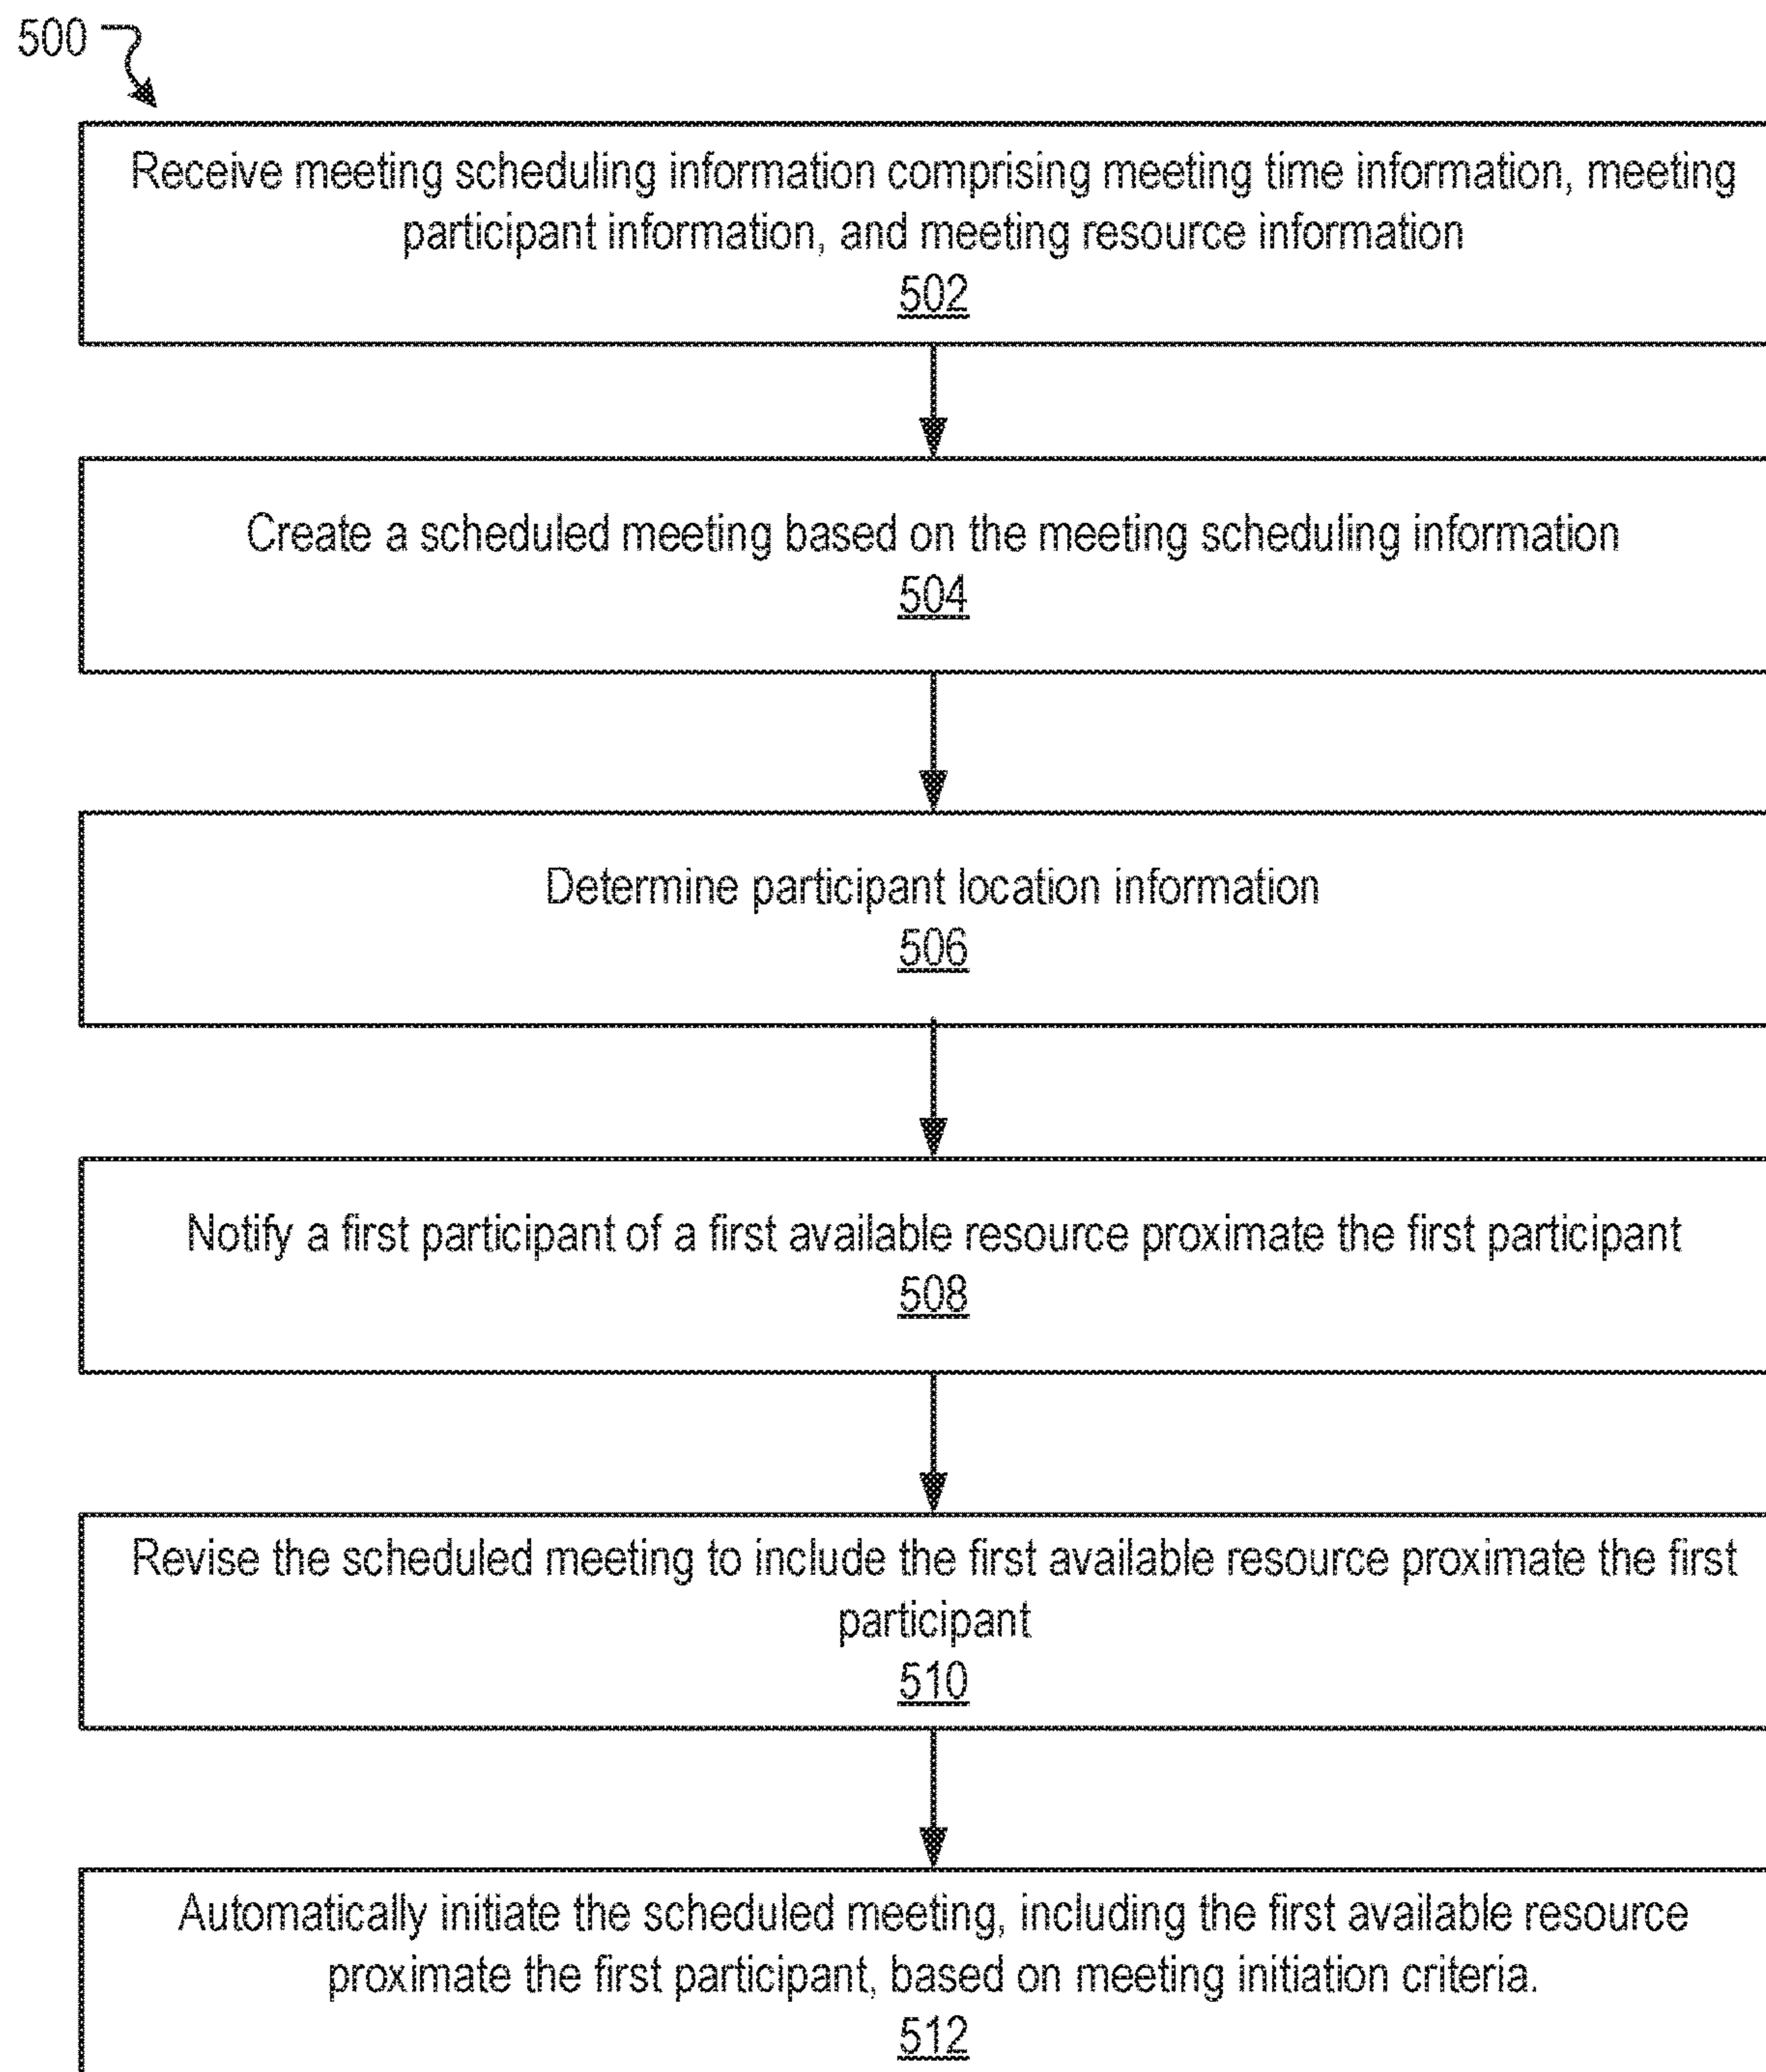 500
Receive meeting scheduling information comprising meeting time information, meeting
participant information, and meeting resource information
502
Create a scheduled meeting based on the meeting scheduling information
504
Determine participant location information
506
Notify a first participant of a first available resource proximate the first participant
508
Revise the scheduled meeting to include the first available resource proximate the first
participant
510
Automatically initiate the scheduled meeting, including the first available resource
proximate the first participant, based on meeting initiation criteria.
512